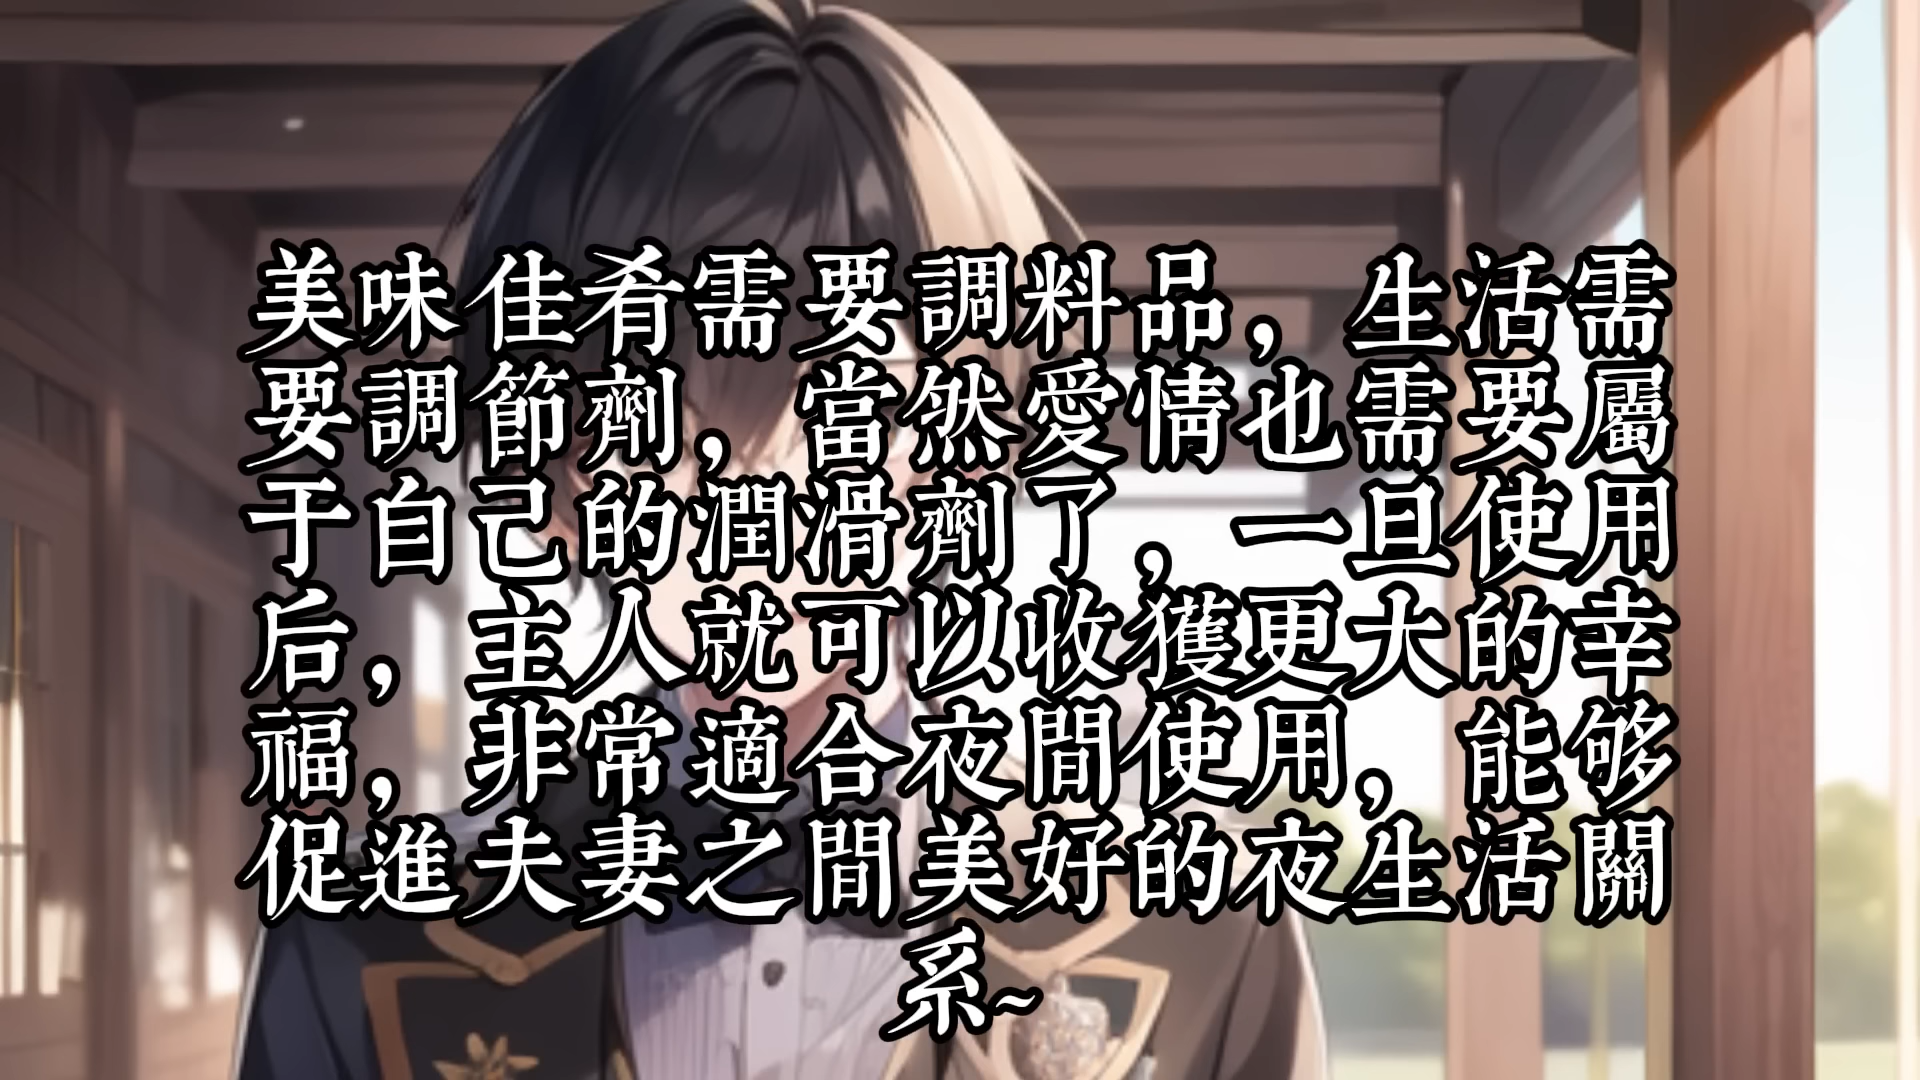 美味佳肴需要調料品，生活需
要調節劑，當然愛情也需要屬
于自己的潤滑劑了，一旦使用
后，主人就可以收獲更大的幸
福，非常適合夜間使用，能够
促進夫妻之間美好的夜生活關
系~